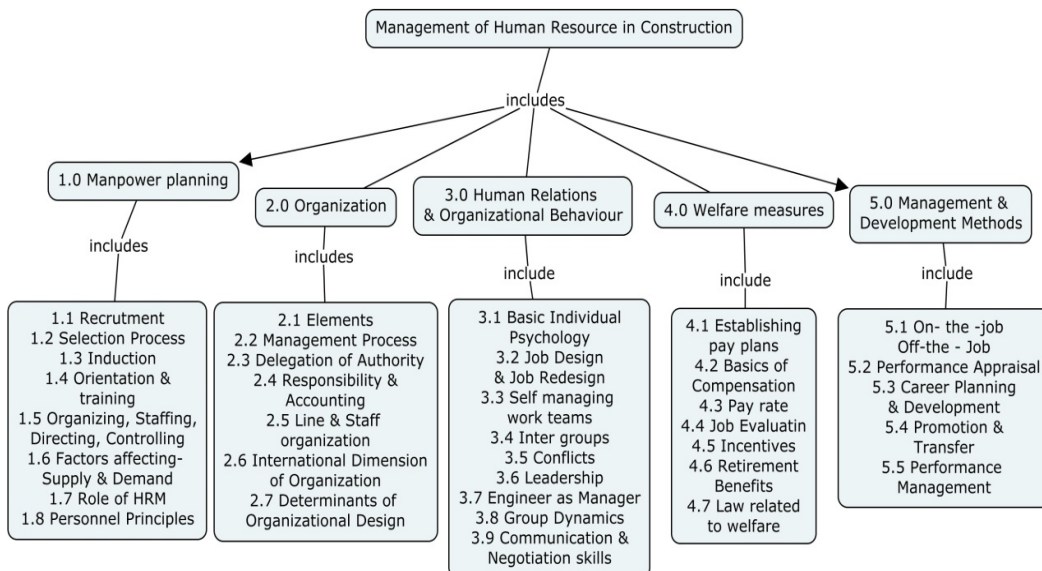 Management of Human Resource in Construction
includes
1.0 Manpower planning
2.0 Organization
3.0 Human Relations
& Organizational Behaviour
4.0 Welfare measures
5.0 Management &
Development Methods
includes
includes
include
include
include
1.1 Recrutment
1.2 Selection Process
1.3 Induction
1.4 Orientation &
training
1.5 Organizing, Staffing,
Directing, Controlling
1.6 Factors affecting-
Supply & Demand
1.7 Role of HRM
1.8 Personnel Principles
2.1 Elements
2.2 Management Process
2.3 Delegation of Authority
2.4 Responsibility &
Accounting
2.5 Line & Staff
organization
2.6 International Dimension
of Organization
2.7 Determinants of
Organizational Design
3.1 Basic Individual
Psychology
3.2 Job Design
& Job Redesign
3.3 Self managing
work teams
3.4 Inter groups
3.5 Conflicts
3.6 Leadership
3.7 Engineer as Manager
3.8 Group Dynamics
3.9 Communication &
Negotiation skills
4.1 Establishing
pay plans
4.2 Basics of
Compensation
4.3 Pay rate
4.4 Job Evaluatin
4.5 Incentives
4.6 Retirement
Benefits
4.7 Law related
to welfare
5.1 On- the -job
Off-the - Job
5.2 Performance Appraisal
5.3 Career Planning
& Development
5.4 Promotion &
Transfer
5.5 Performance
Management